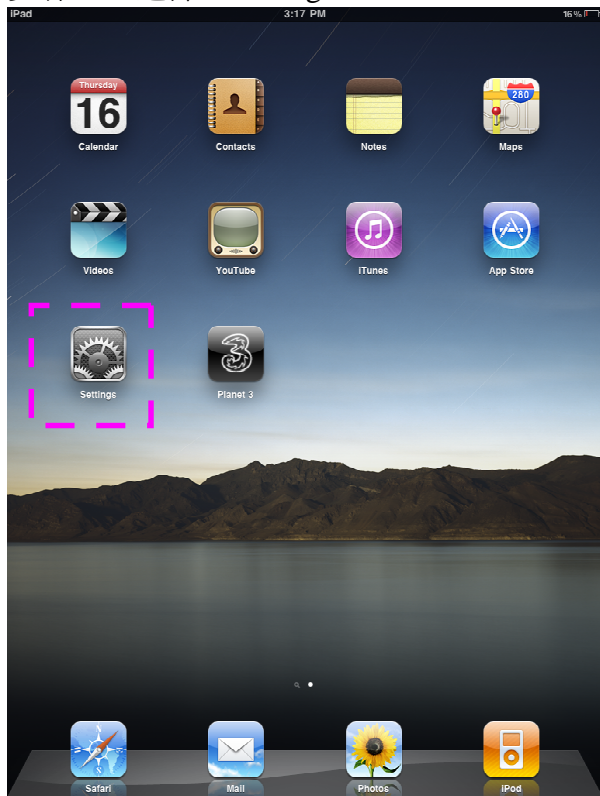 iPad 3:17 PM 16%
Thursday
16
280
Calendar Contacts Notes Maps
Videos YouTube iTunes App Store
3
Settings Planet 3
Safari Mail Photos iPod